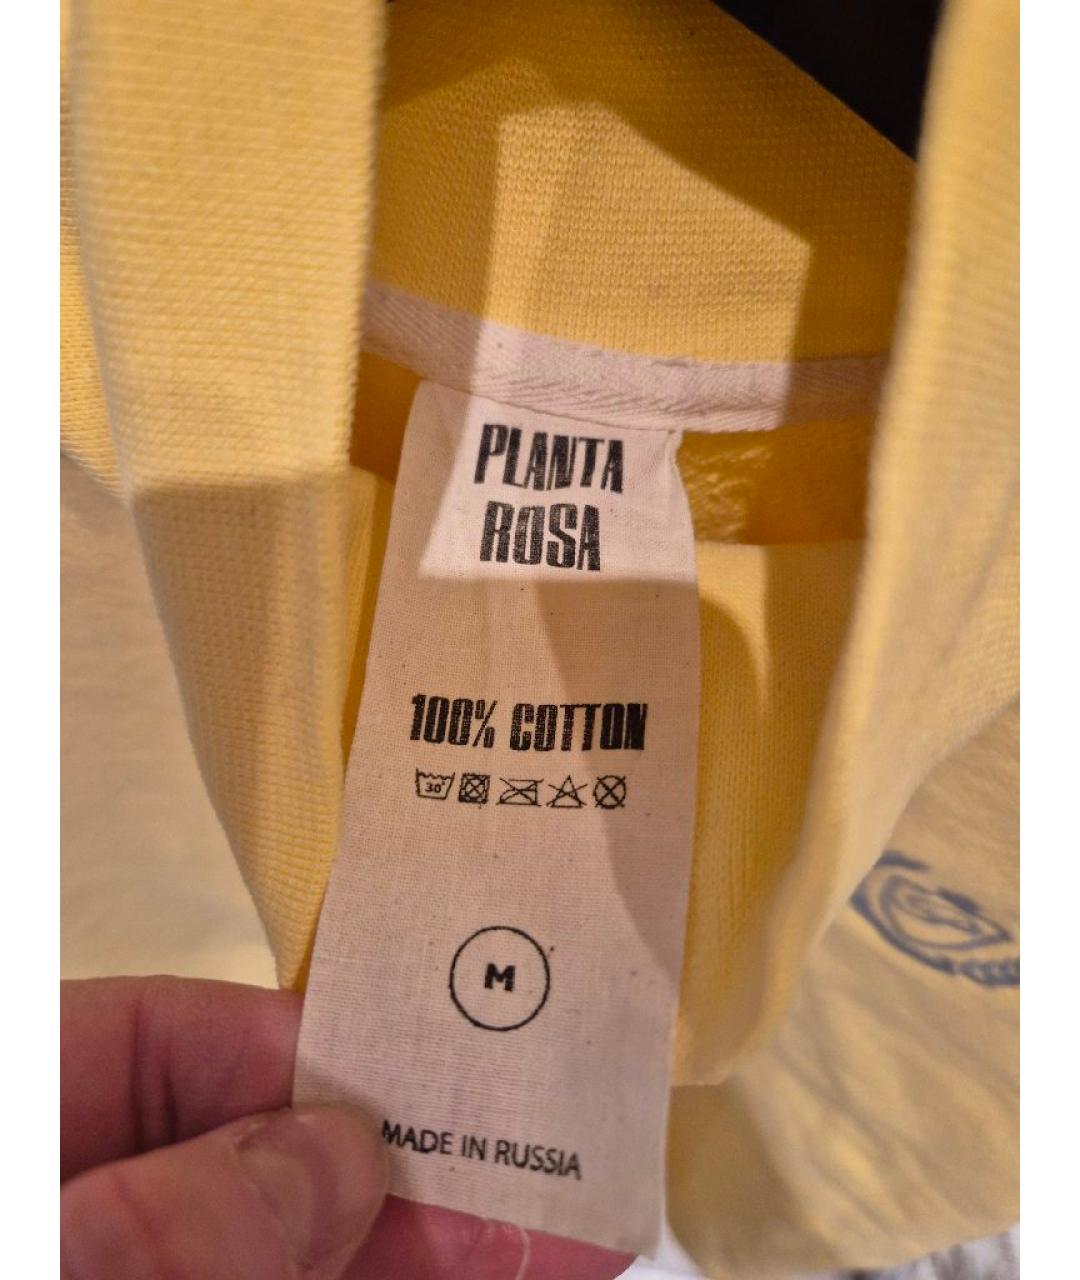 PLANTA
ROSA
100% COTTON
30°
M
MADE IN RUSSIA